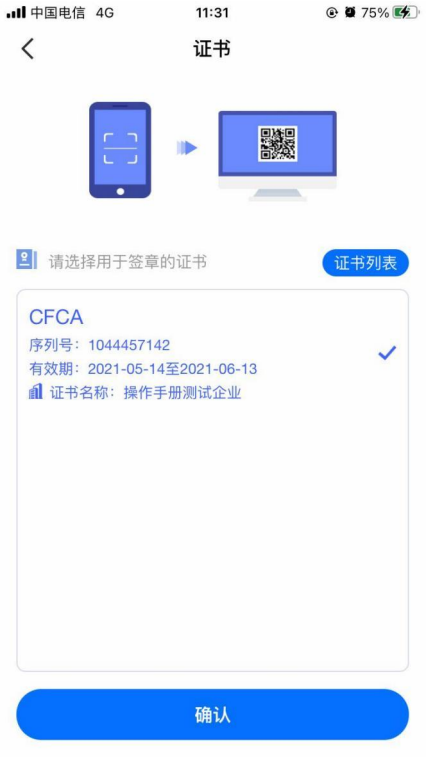 中国电信 4G 11:31 75%
证书
请选择用于签章的证书 证书列表
CFCA
序列号：1044457142
有效期：2021-05-14至2021-06-13
证书名称：操作手册测试企业
确认